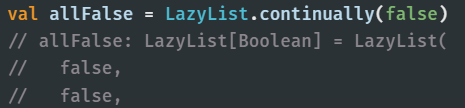 val allFalse = LazyList.continually(false)
// allFalse: LazyList[Boolean] = LazyList(
//   false,
//   false,